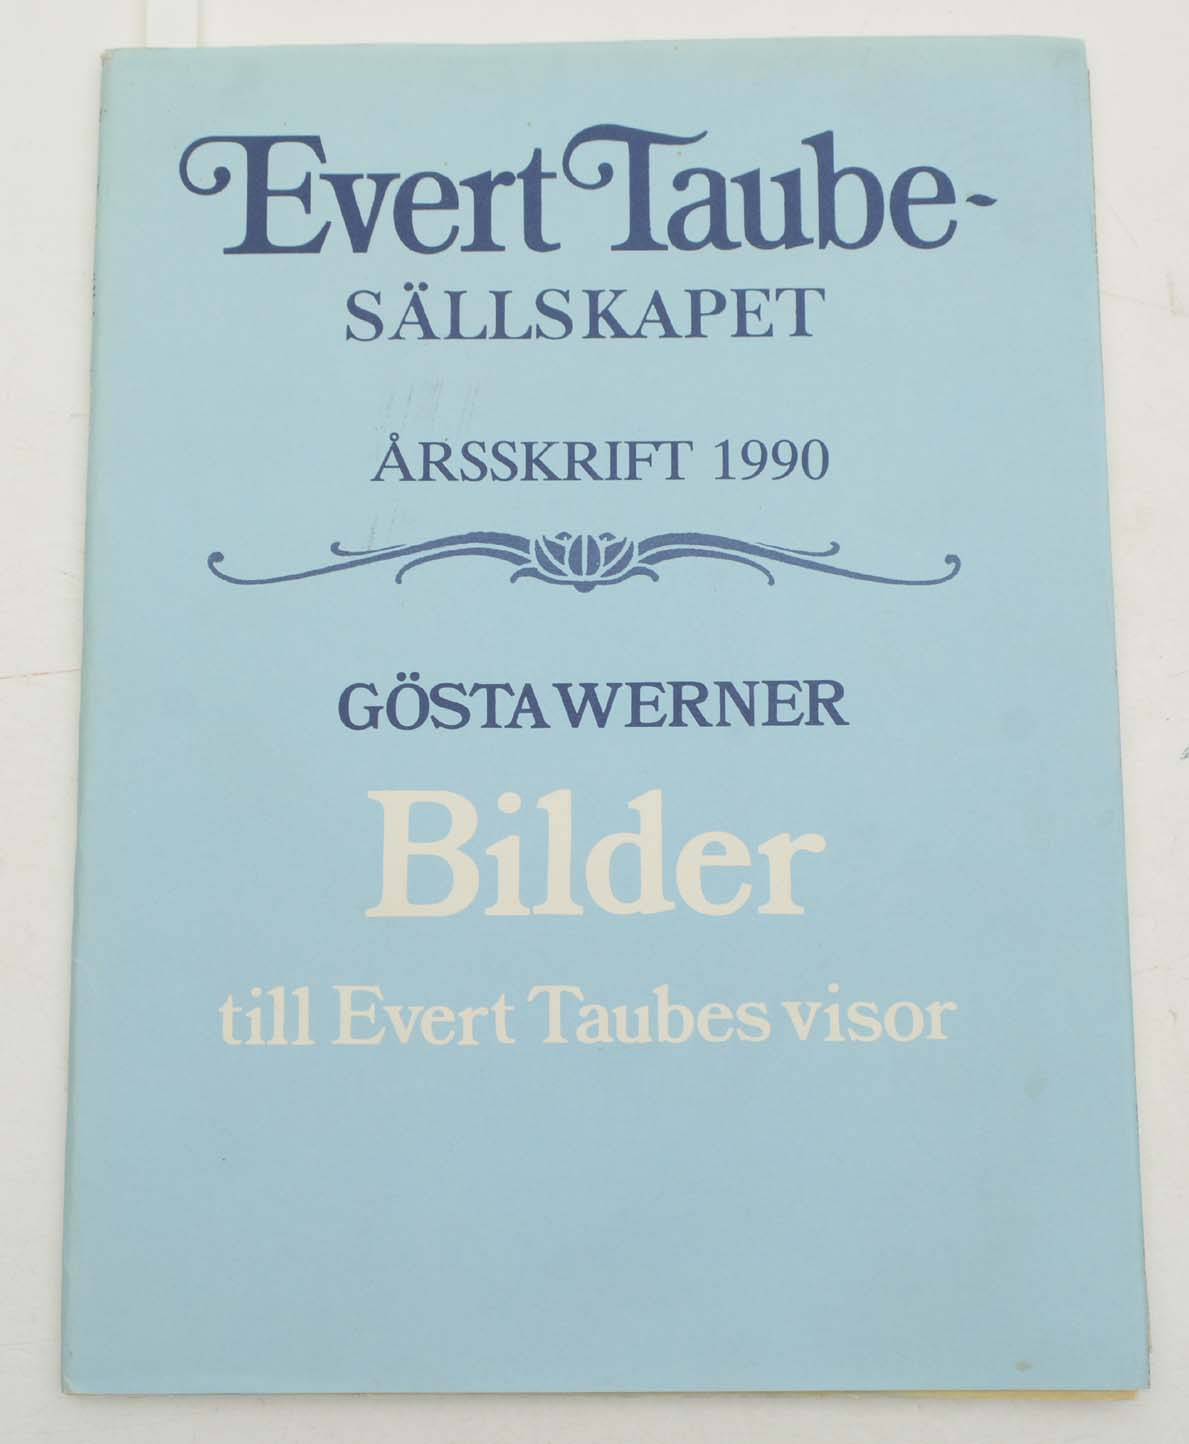 Evert Taube-
SÄLLSKAPET
ÅRSSKRIFT 1990
GÖSTA WERNER
Bilder
till Evert Taubes visor